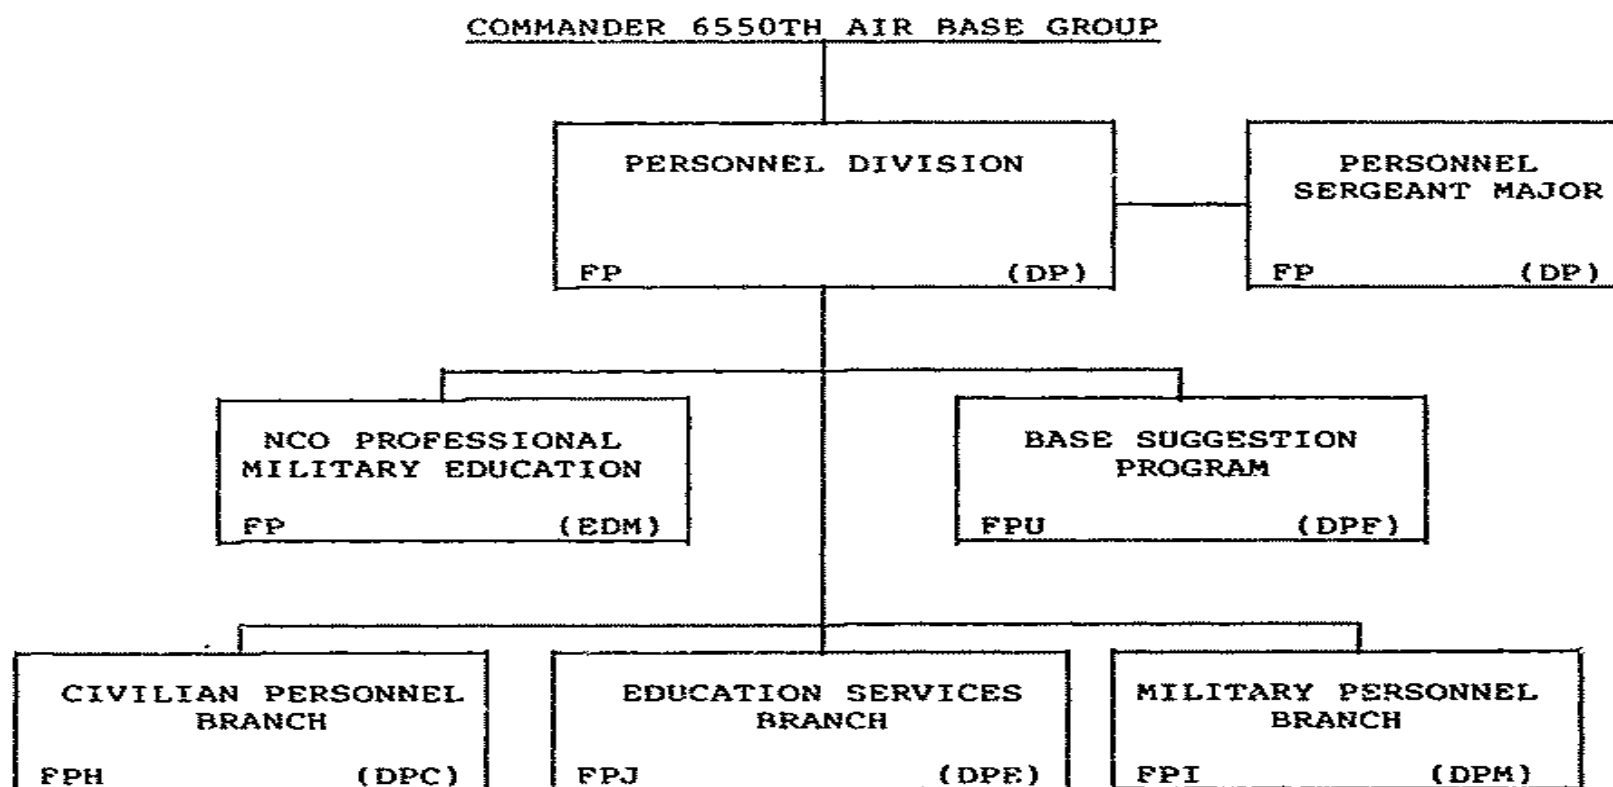 COMMANDER 6550TH AIR BASE GROUP
PERSONNEL DIVISION
FP (DP)
PERSONNEL
SERGEANT MAJOR
FP (DP)
NCO PROFESSIONAL
MILITARY EDUCATION
FP (EDM)
BASE SUGGESTION
PROGRAM
FPU (DPF)
CIVILIAN PERSONNEL
BRANCH
FPH (DPC)
EDUCATION SERVICES
BRANCH
FPJ (DPE)
MILITARY PERSONNEL
BRANCH
FPI (DPM)